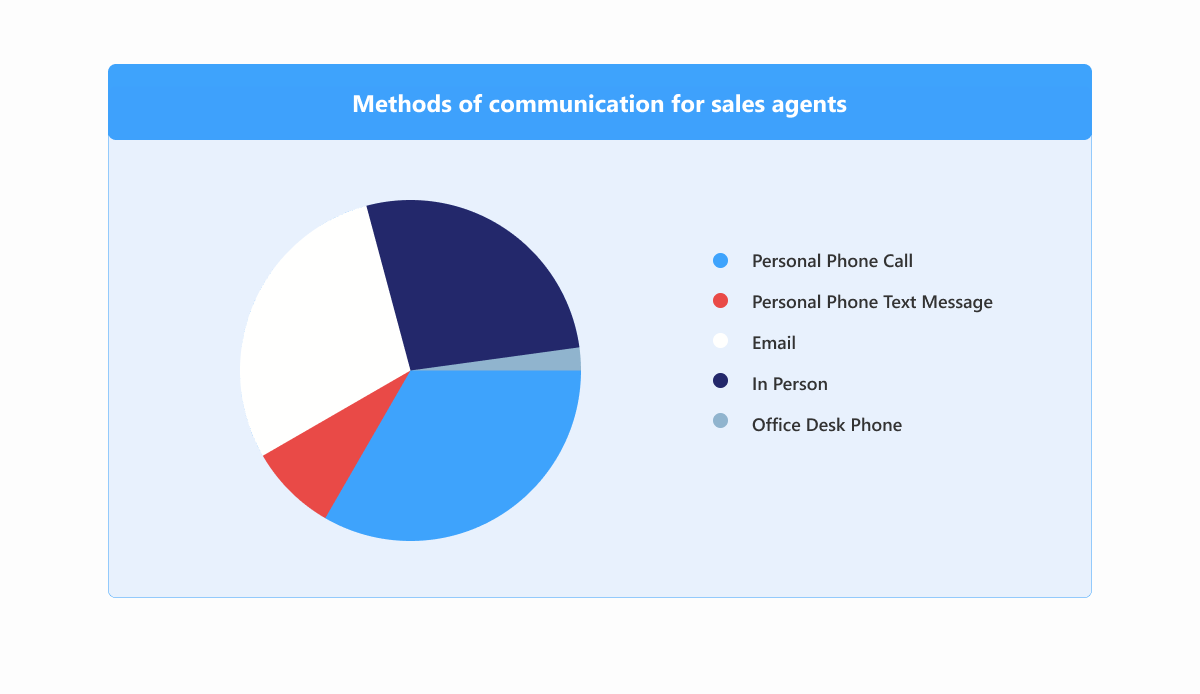 Methods of communication for sales agents
Personal Phone Call
Personal Phone Text Message
Email
In Person
Office Desk Phone